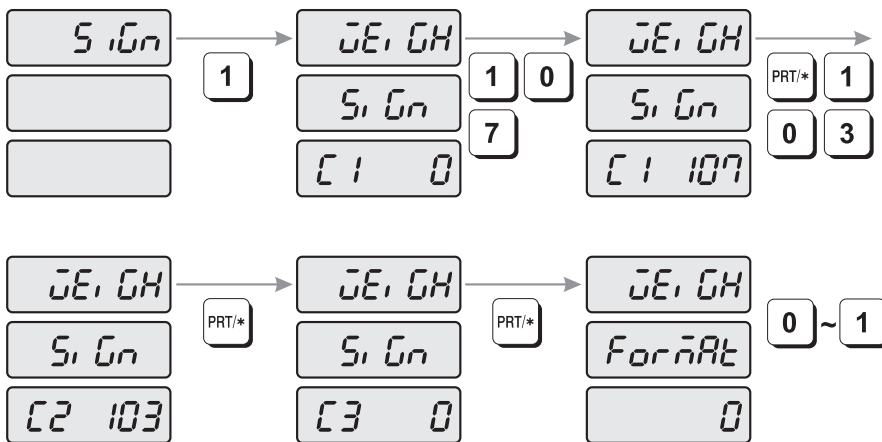 SiGn
1
WEiGH
SiGn
C1 0
1 0
7
WEiGH
SiGn
C1 107
PRT/* 1
0 3
WEiGH
SiGn
C2 103
PRT/*
WEiGH
SiGn
C3 0
PRT/*
WEiGH
ForMAt
0
0 ~ 1